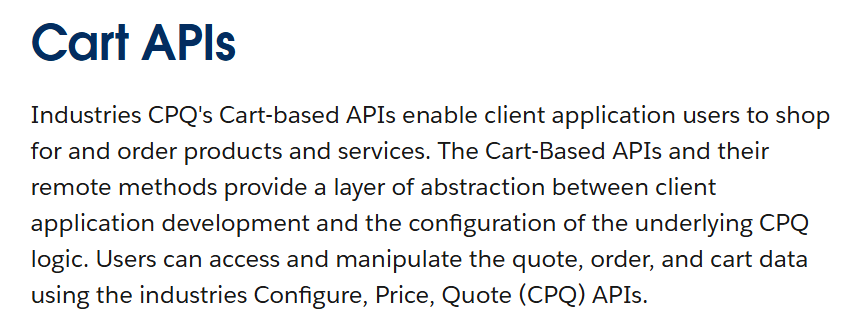 Cart APIs
Industries CPQ's Cart-based APIs enable client application users to shop
for and order products and services. The Cart-Based APIs and their
remote methods provide a layer of abstraction between client
application development and the configuration of the underlying CPQ
logic. Users can access and manipulate the quote, order, and cart data
using the industries Configure, Price, Quote (CPQ) APIs.